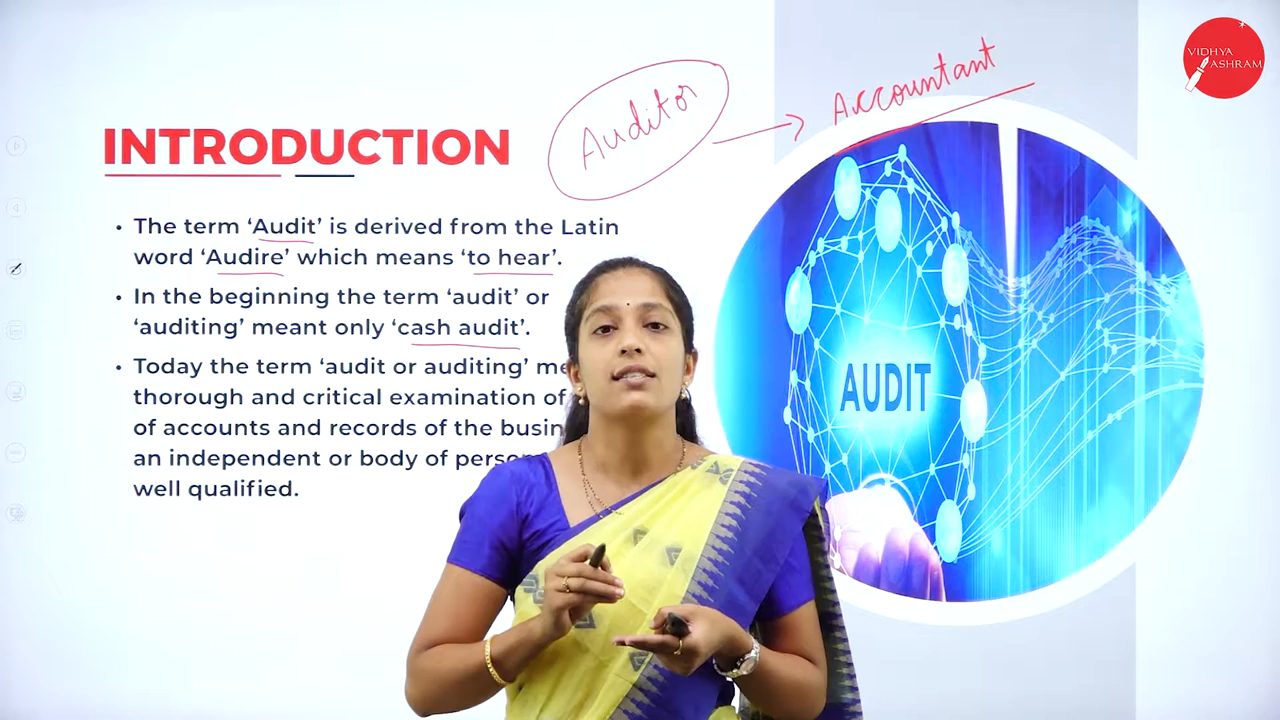 VIDHYA
ASHRAM
Auditor
Accountant
INTRODUCTION
• The term ‘Audit’ is derived from the Latin
word ‘Audire’ which means ‘to hear’.
• In the beginning the term ‘audit’ or
‘auditing’ meant only ‘cash audit’.
• Today the term ‘audit or auditing’
thorough and critical examination of
of accounts and records of the
an independent or body of
well qualified.
AUDIT